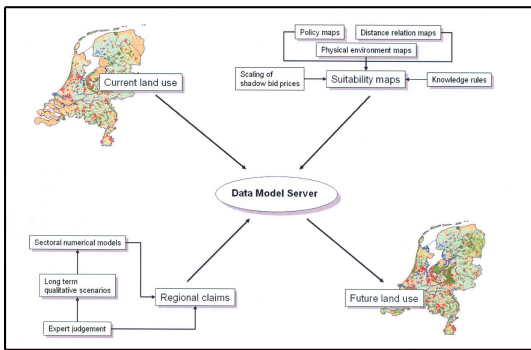 Policy maps
Distance relation maps
Physical environment maps
Current land use
Scaling of
shadow bid prices
Suitability maps
Knowledge rules
Data Model Server
Sectoral numerical models
Long term
qualitative scenarios
Regional claims
Future land use
Expert judgement